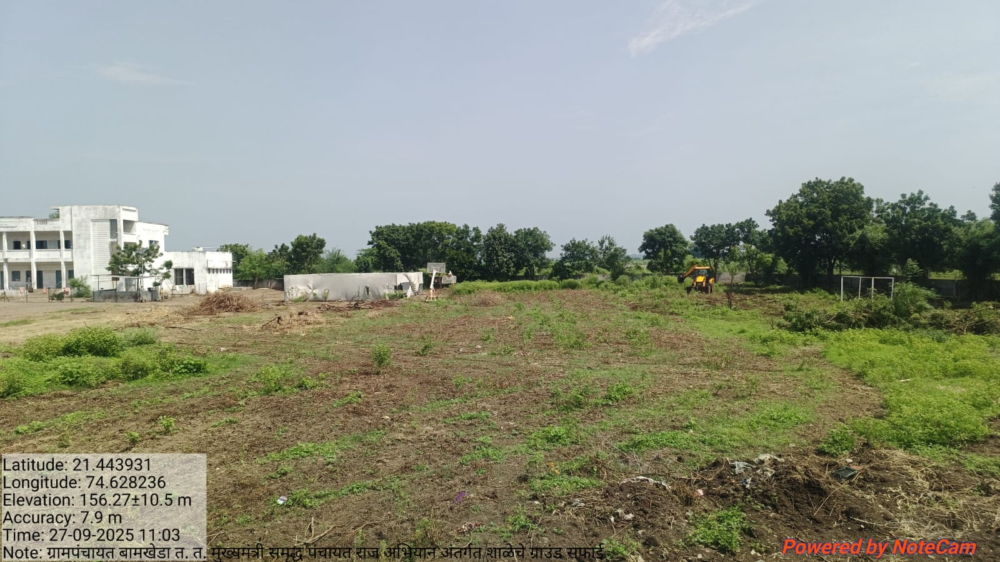 Latitude: 21.443931
Longitude: 74.628236
Elevation: 156.27±10.5 m
Accuracy: 7.9 m
Time: 27-09-2025 11:03
Note: ग्रामपंचायत बामखेडा त. त. मुख्यमंत्री समृद्ध पंचायत राज अभियान अंतर्गत शाळेचे ग्राउंड सफाई
Powered by NoteCam